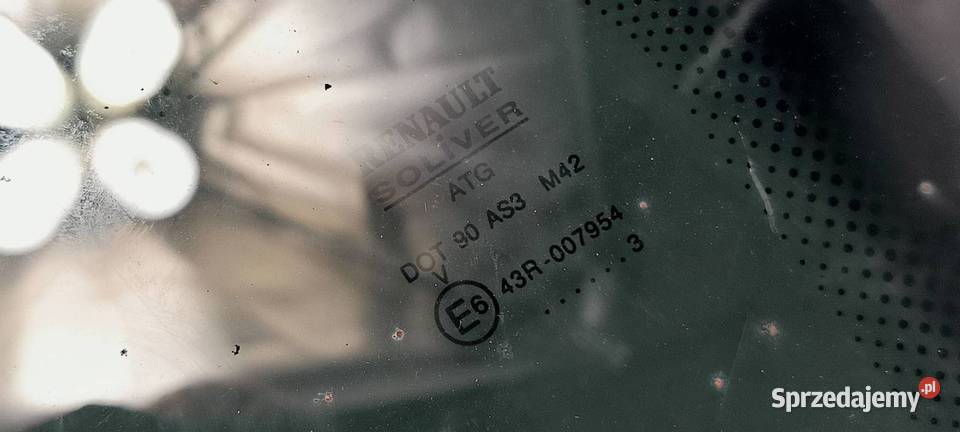 RENAULT
SOLIVER
ATG
DOT 90 AS3 M42
V
E6 43R-007954
. . . . . . 3
Sprzedajemy.pl